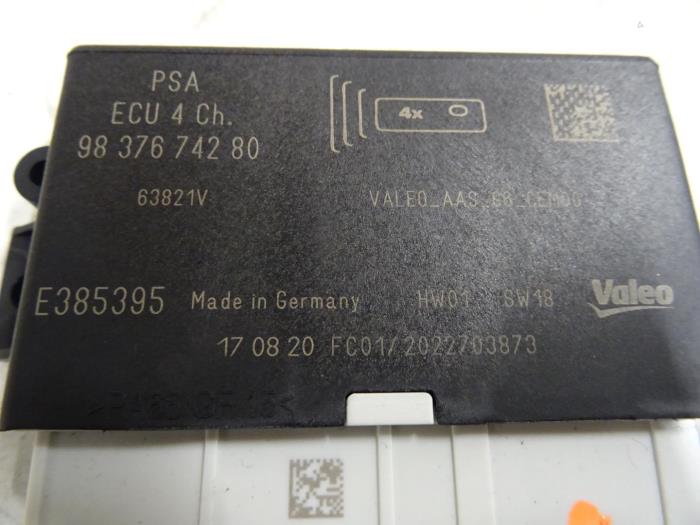 PSA
ECU 4 Ch.
98 376 742 80
4x
63821V
E385395
Made in Germany
HW01 SW18
Valeo
17 08 20 FC01/2022703873